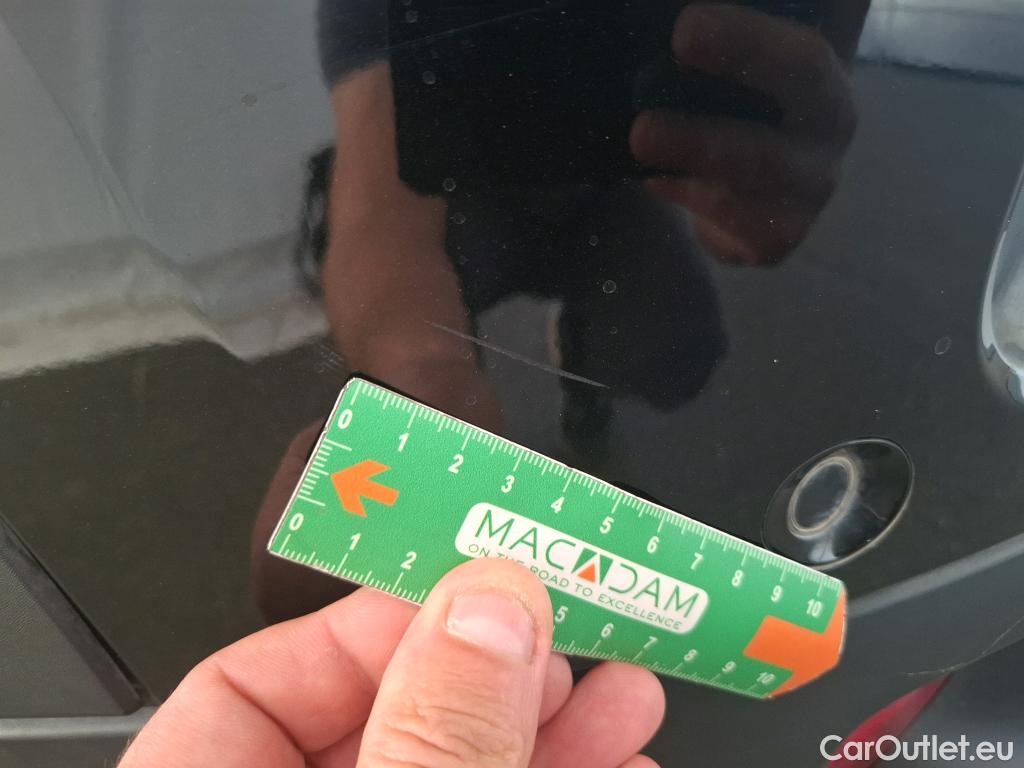 0 1 2 3 4 5 6 7 8 9 10
MACADAM
ON THE ROAD TO EXCELLENCE
0 1 2 5 6 7 8 9 10
CarOutlet.eu